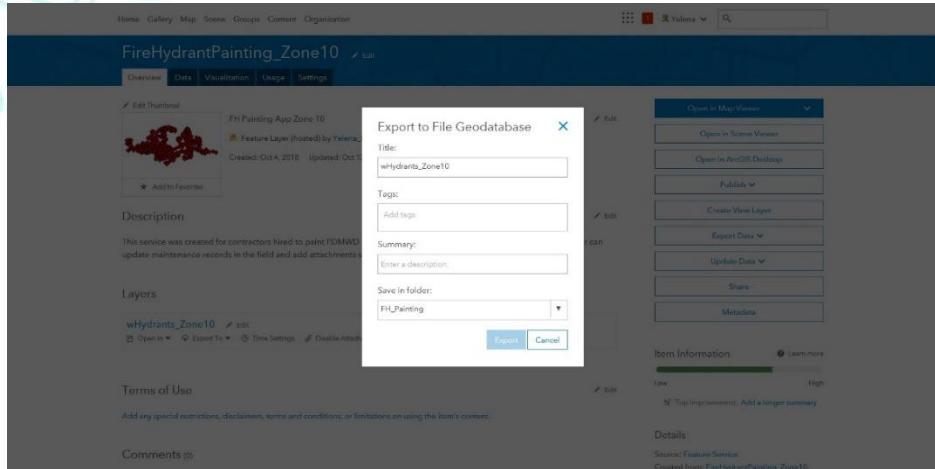 Home Gallery Map Scene Groups Content Organization
Yelena
FireHydrantPainting_Zone10 Edit
Overview Data Visualization Usage Settings
Edit Thumbnail
FH Painting App Zone 10
Edit
Feature Layer (hosted) by Yelena_
Created: Oct 4, 2018 Updated: Oct
Add to Favorites
Description
Edit
This service was created for contractors hired to paint
can
update maintenance records in the field and add attachments
Layers
wHydrants_Zone10 Edit
Open in Export To Time Settings Disable
Terms of Use
Edit
Add any special restrictions, disclaimers, terms and conditions, or limitations on using the item's content.
Comments (0)
Export to File Geodatabase
Title:
wHydrants_Zone10
Tags:
Add tags
Summary:
Enter a description.
Save in folder:
FH_Painting
Export Cancel
Open in Map Viewer
Open in Scene Viewer
Open in ArcGIS Desktop
Publish
Create View Layer
Export Data
Update Data
Share
Metadata
Item Information Learn more
Low High
Top Improvement: Add a longer summary
Details
Source: Feature Service
Created from: FireHydrantPainting_Zone10